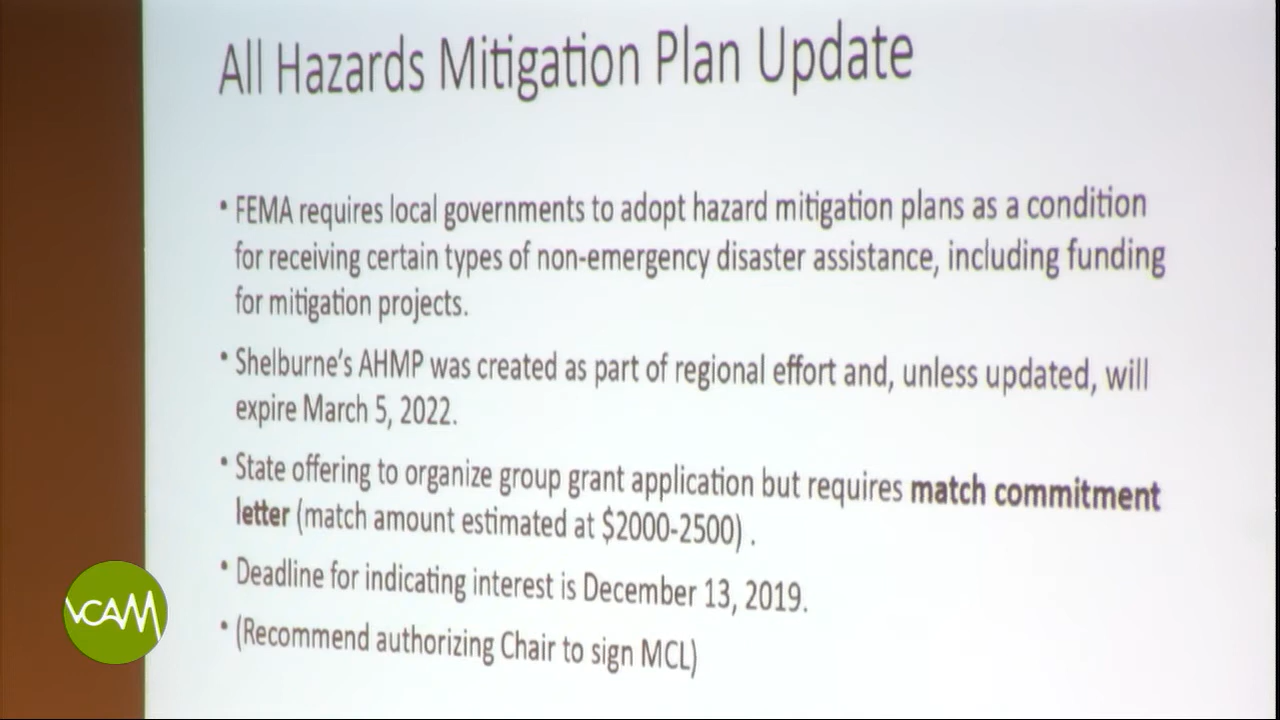 All Hazards Mitigation Plan Update
• FEMA requires local governments to adopt hazard mitigation plans as a condition
for receiving certain types of non-emergency disaster assistance, including funding
for mitigation projects.
• Shelburne's AHMP was created as part of regional effort and, unless updated, will
expire March 5, 2022.
• State offering to organize group grant application but requires match commitment
letter (match amount estimated at $2000-2500) .
• Deadline for indicating interest is December 13, 2019.
• (Recommend authorizing Chair to sign MCL)
VCAM